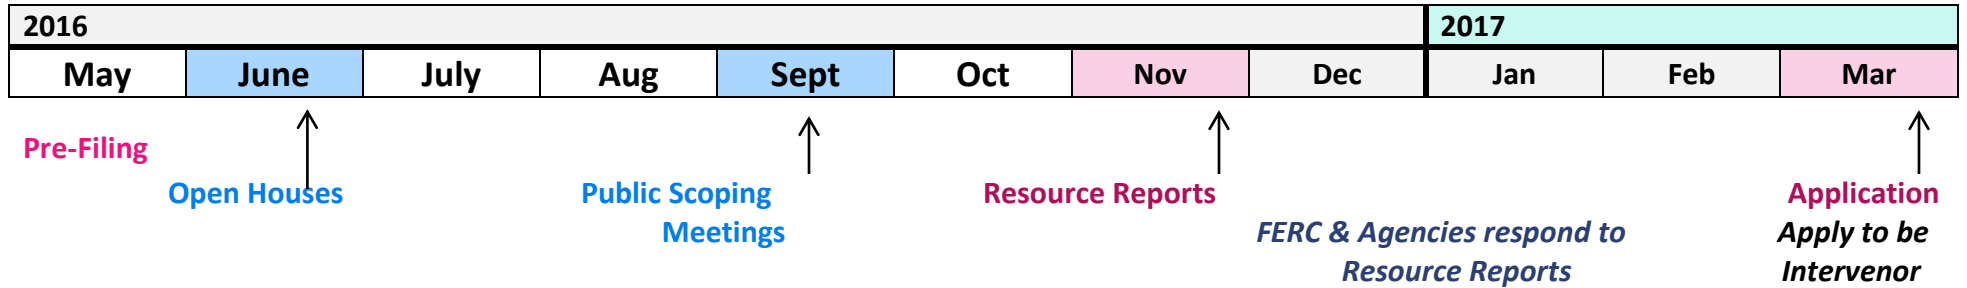 2016 2017
May June July Aug Sept Oct Nov Dec Jan Feb Mar
Pre-Filing
Open Houses Public Scoping Resource Reports Application
Meetings FERC & Agencies respond to Apply to be
Resource Reports Intervenor